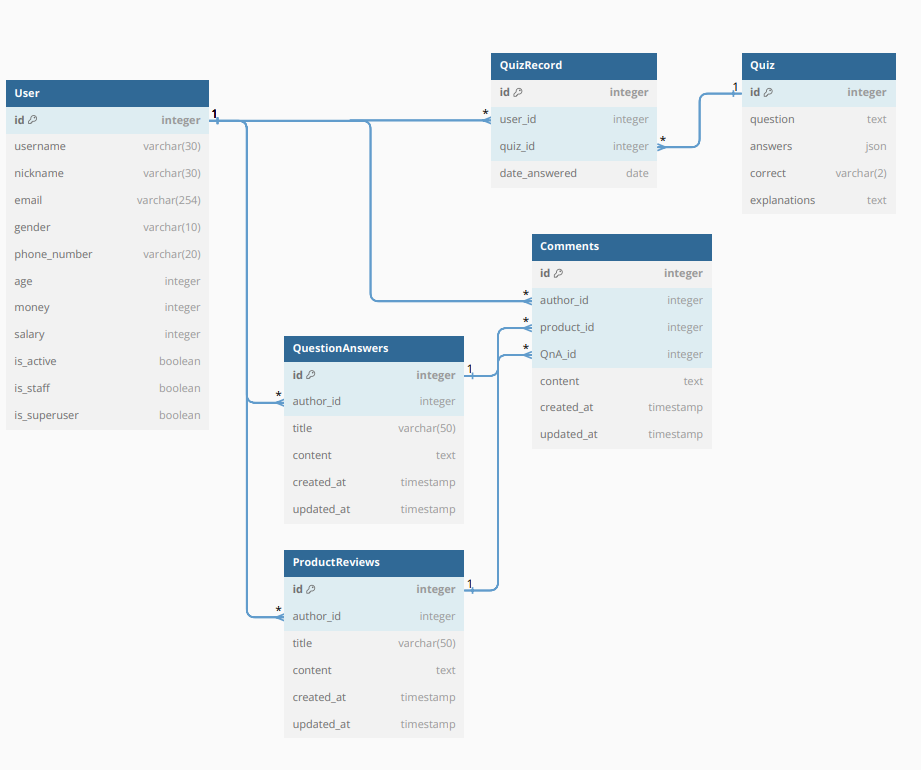 User
id integer
username varchar(30)
nickname varchar(30)
email varchar(254)
gender varchar(10)
phone_number varchar(20)
age integer
money integer
salary integer
is_active boolean
is_staff boolean
is_superuser boolean
1
*
*
*
*
QuizRecord
id integer
user_id integer
quiz_id integer
date_answered date
*
1
Quiz
id integer
question text
answers json
correct varchar(2)
explanations text
Comments
id integer
author_id integer
product_id integer
QnA_id integer
content text
created_at timestamp
updated_at timestamp
*
*
QuestionAnswers
id integer
author_id integer
title varchar(50)
content text
created_at timestamp
updated_at timestamp
1
ProductReviews
id integer
author_id integer
title varchar(50)
content text
created_at timestamp
updated_at timestamp
1